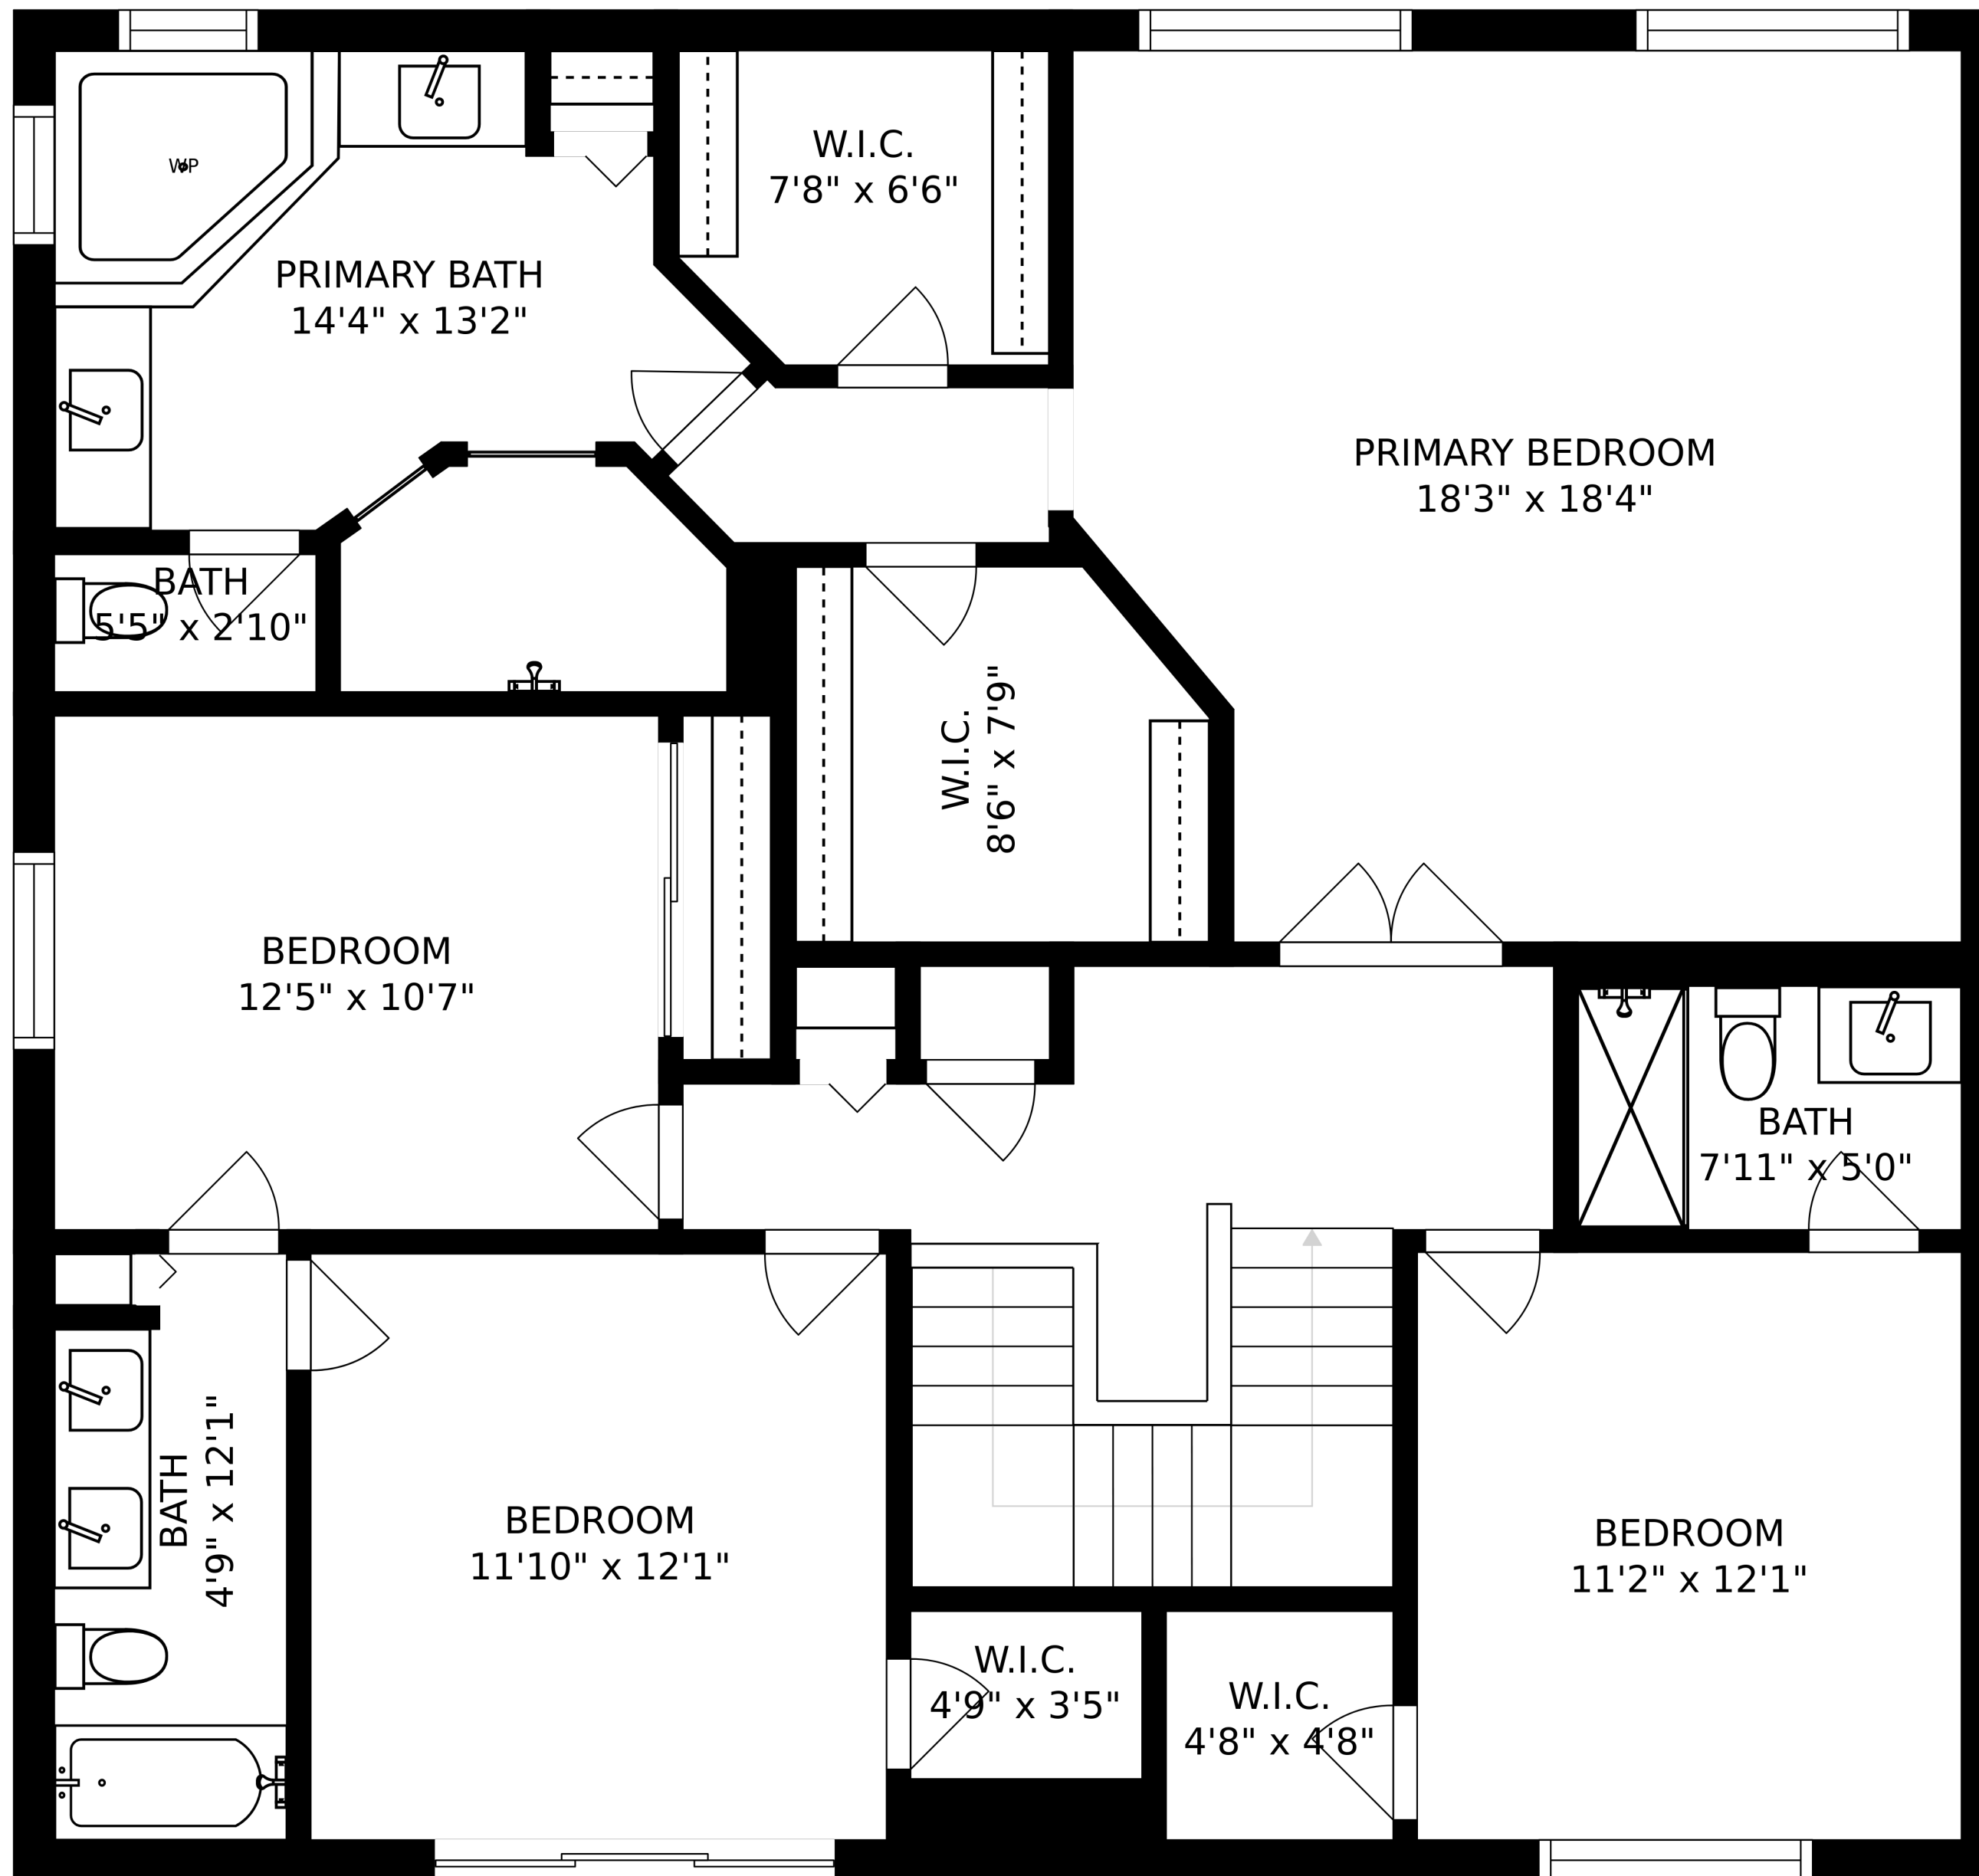 W.I.C.
7'8" x 6'6"
WP
PRIMARY BATH
14'4" x 13'2"
PRIMARY BEDROOM
18'3" x 18'4"
BATH
5'5" x 2'10"
W.I.C.
8'6" x 7'9"
BEDROOM
12'5" x 10'7"
BATH
7'11" x 5'0"
BATH
4'9" x 12'1"
BEDROOM
11'10" x 12'1"
BEDROOM
11'2" x 12'1"
W.I.C.
4'9" x 3'5"
W.I.C.
4'8" x 4'8"